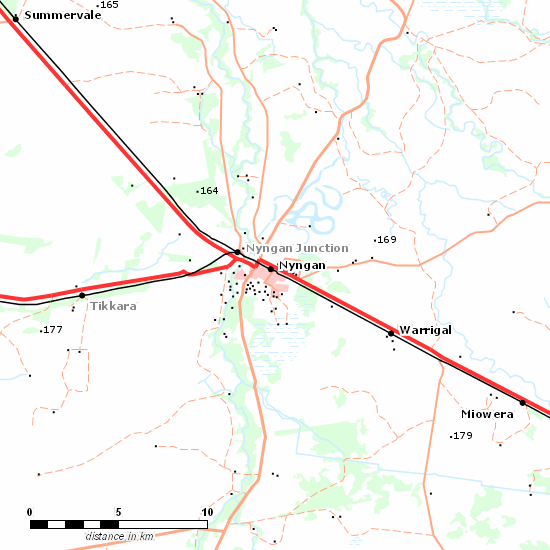 165
Summervale
164
169
Nyngan Junction
Nyngan
Tikkara
177
Warrigal
Miowera
179
0 5 10
distance in km